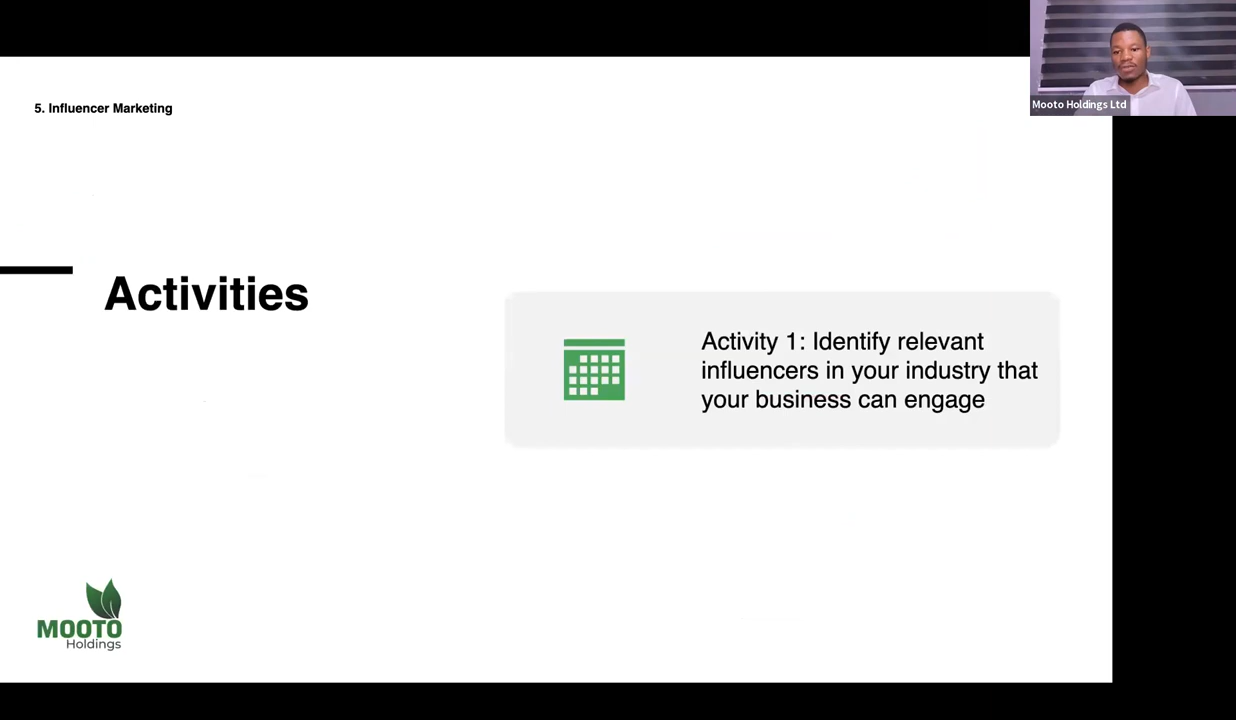 5. Influencer Marketing
Mooto Holdings Ltd
Activities
Activity 1: Identify relevant
influencers in your industry that
your business can engage
MOOTO
Holdings